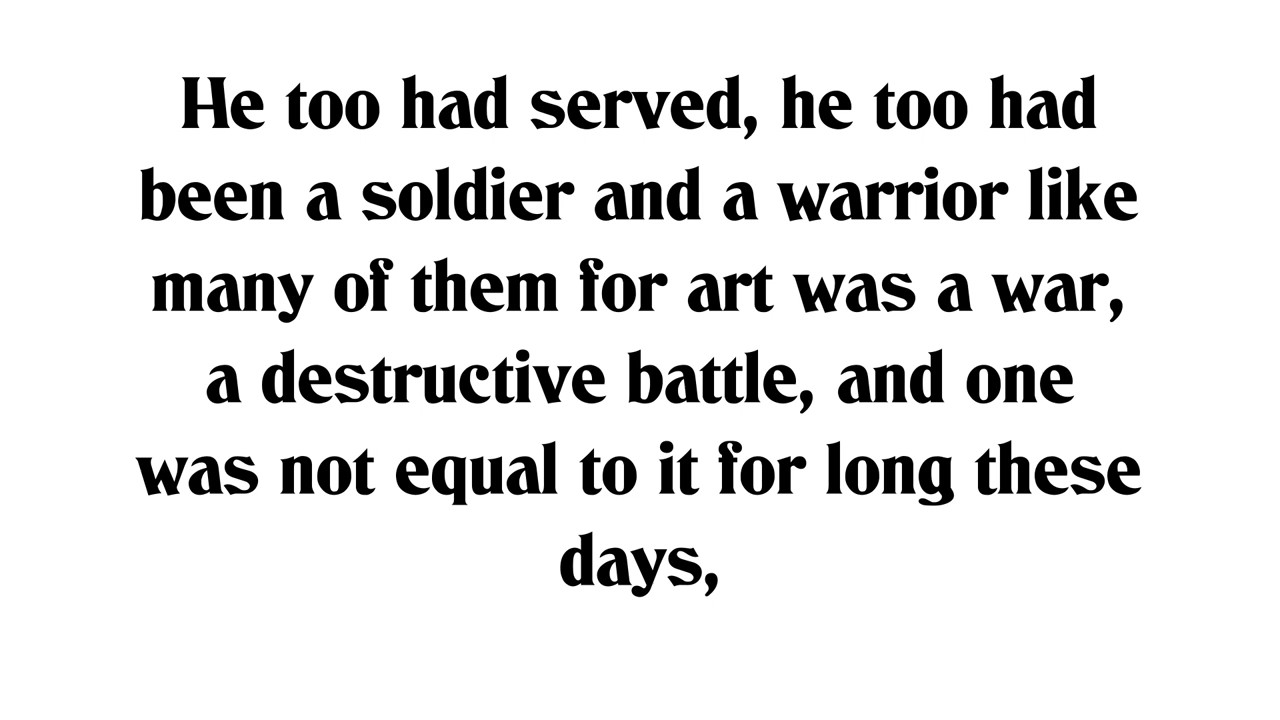 He too had served, he too had
been a soldier and a warrior like
many of them for art was a war,
a destructive battle, and one
was not equal to it for long these
days,